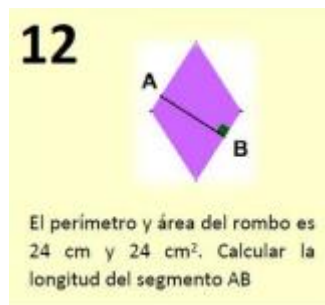 12
A
B
El perímetro y área del rombo es
24 cm y 24 cm². Calcular la
longitud del segmento AB